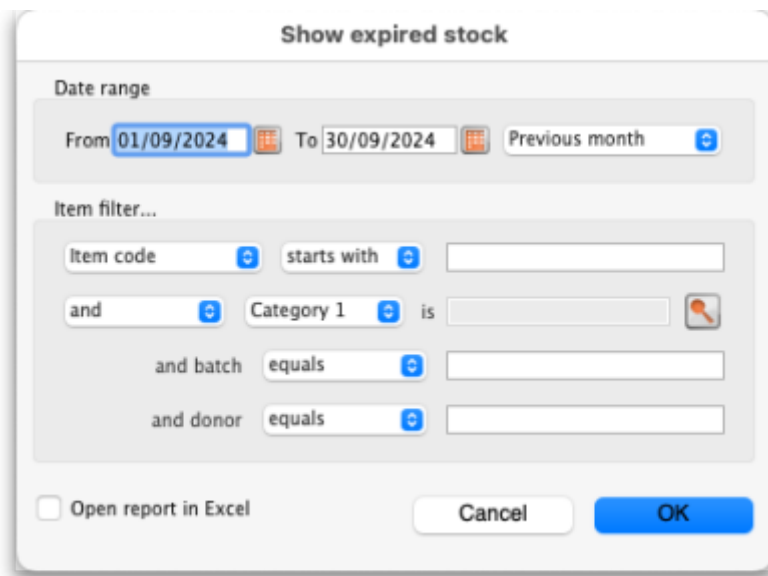 Show expired stock
Date range
From 01/09/2024 To 30/09/2024 Previous month
Item filter...
Item code starts with
and Category 1 is
and batch equals
and donor equals
Open report in Excel Cancel OK